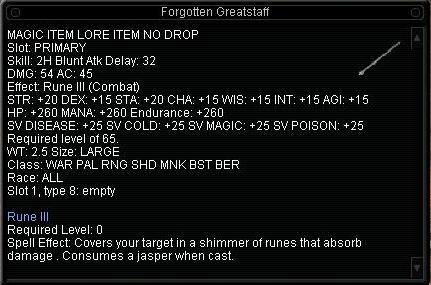 Forgotten Greatstaff
MAGIC ITEM LORE ITEM NO DROP
Slot: PRIMARY
Skill: 2H Blunt Atk Delay: 32
DMG: 54 AC: 45
Effect: Rune III (Combat)
STR: +20 DEX: +15 STA: +20 CHA: +15 WIS: +15 INT: +15 AGI: +15
HP: +260 MANA: +260 Endurance: +260
SV DISEASE: +25 SV COLD: +25 SV MAGIC: +25 SV POISON: +25
Required level of 65.
WT: 2.5 Size: LARGE
Class: WAR PAL RNG SHD MNK BST BER
Race: ALL
Slot 1, type 8: empty
Rune III
Required Level: 0
Spell Effect: Covers your target in a shimmer of runes that absorb
damage . Consumes a jasper when cast.